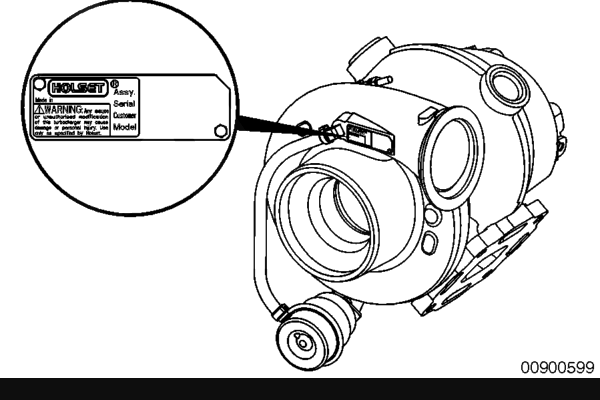 HOLSET ®
Assy.
Made in
Serial
⚠WARNING: Any misuse
or unauthorised modification
of this turbocharger may cause
damage or personal injury. Use
only as specified by Holset.
Customer
Model
00900599